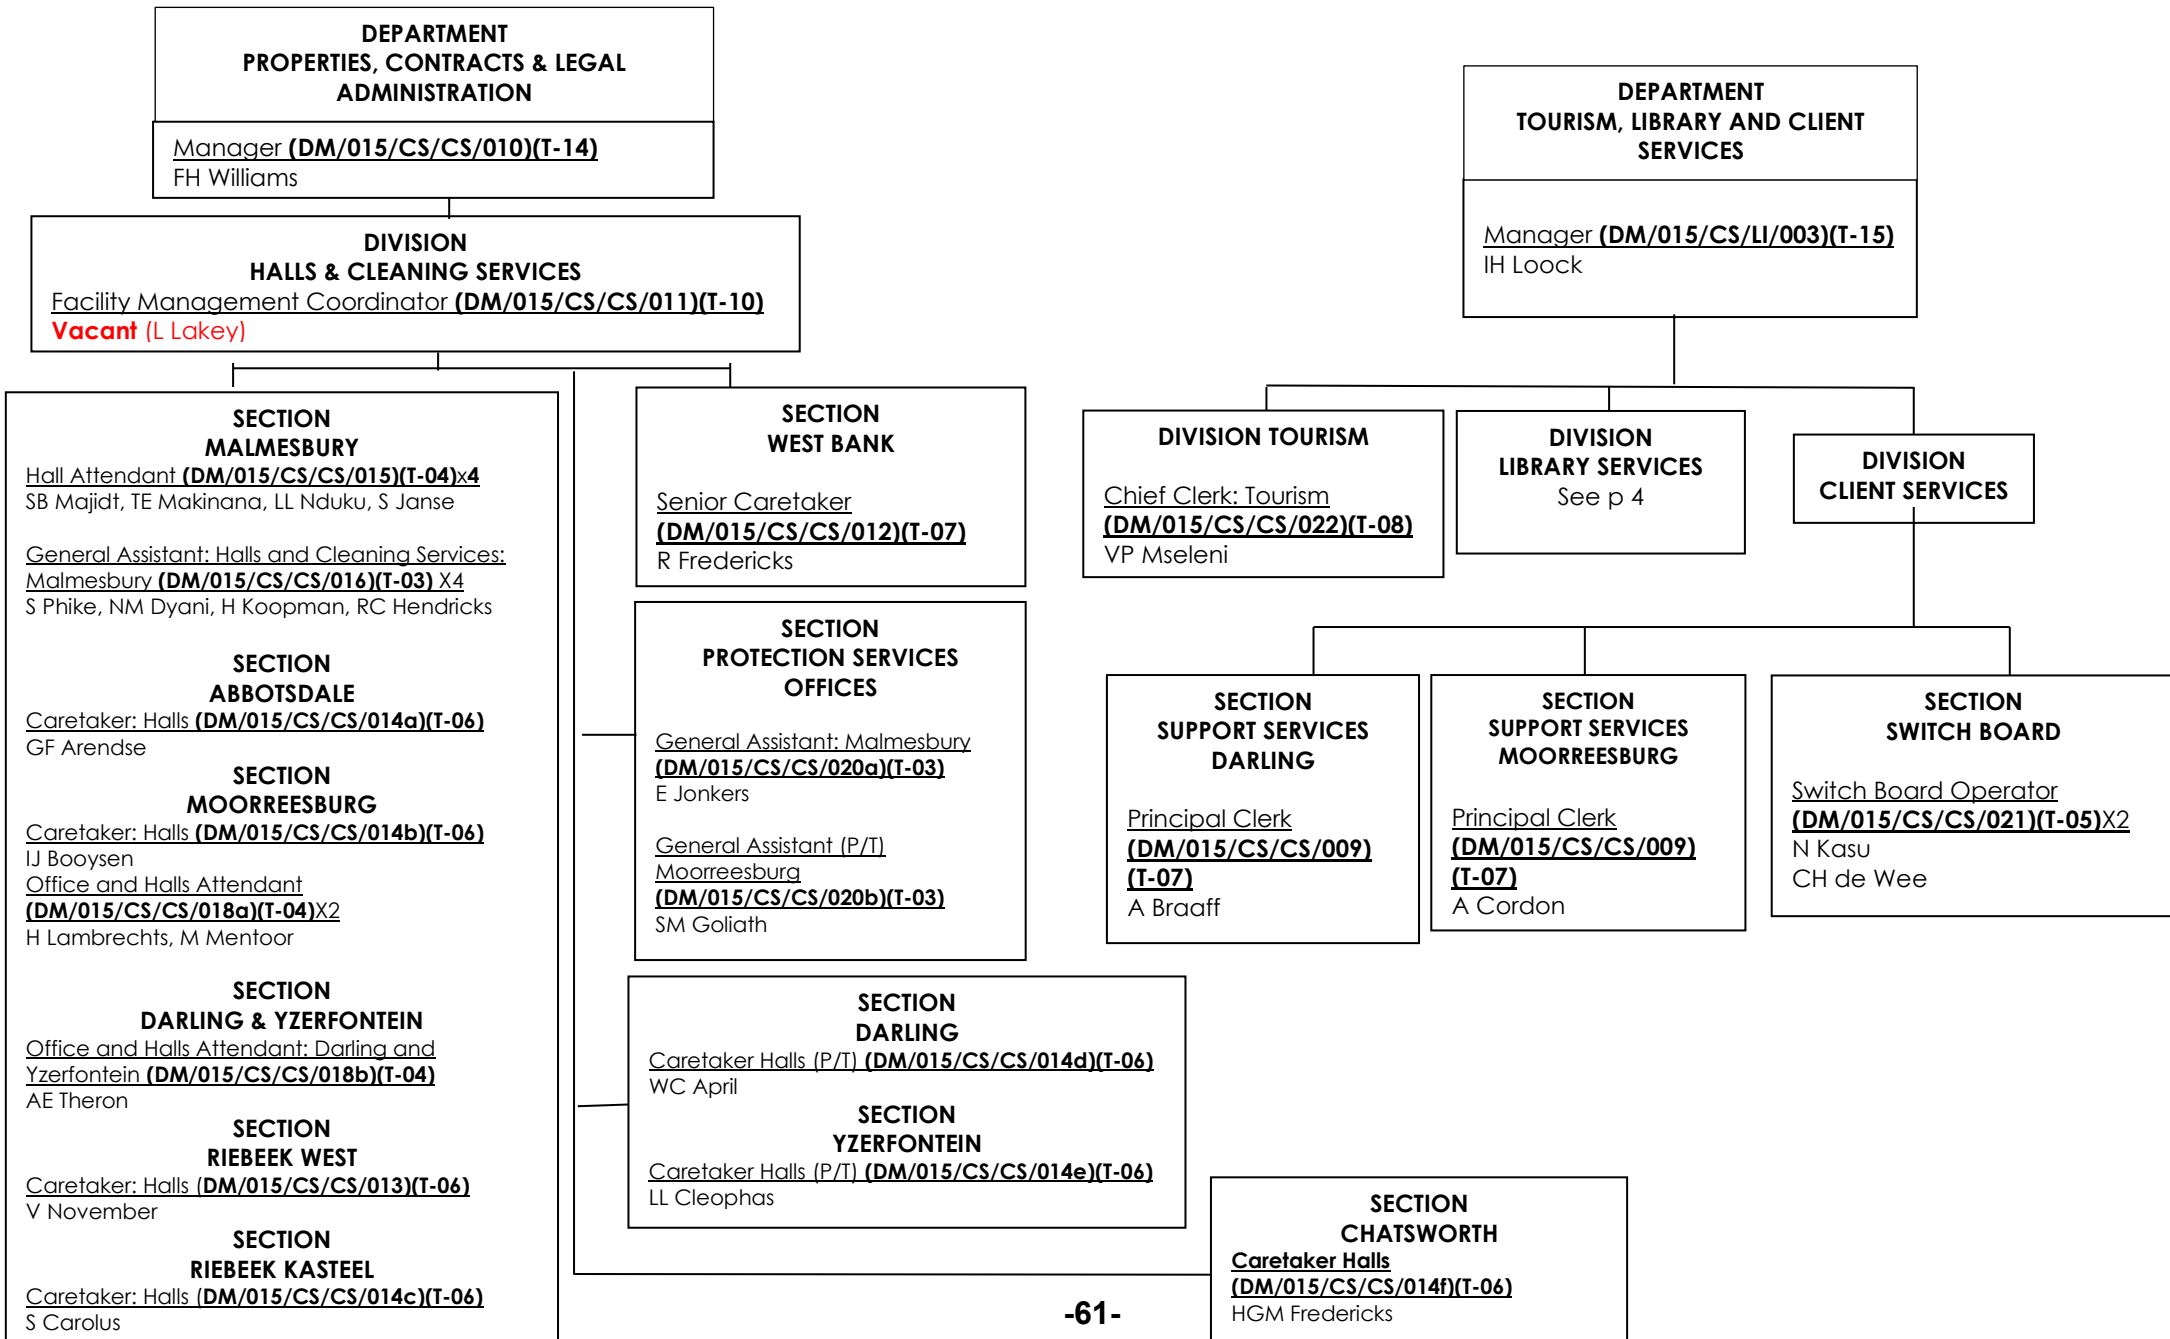 DEPARTMENT
PROPERTIES, CONTRACTS & LEGAL
ADMINISTRATION
Manager (DM/015/CS/CS/010)(T-14)
FH Williams
DIVISION
HALLS & CLEANING SERVICES
Facility Management Coordinator (DM/015/CS/CS/011)(T-10)
Vacant (L Lakey)
SECTION
MALMESBURY
Hall Attendant (DM/015/CS/CS/015)(T-04)x4
SB Majidt, TE Makinana, LL Nduku, S Janse
General Assistant: Halls and Cleaning Services:
Malmesbury (DM/015/CS/CS/016)(T-03) X4
S Phike, NM Dyani, H Koopman, RC Hendricks
SECTION
ABBOTSDALE
Caretaker: Halls (DM/015/CS/CS/014a)(T-06)
GF Arendse
SECTION
MOORREESBURG
Caretaker: Halls (DM/015/CS/CS/014b)(T-06)
IJ Booysen
Office and Halls Attendant
(DM/015/CS/CS/018a)(T-04)X2
H Lambrechts, M Mentoor
SECTION
DARLING & YZERFONTEIN
Office and Halls Attendant: Darling and
Yzerfontein (DM/015/CS/CS/018b)(T-04)
AE Theron
SECTION
RIEBEEK WEST
Caretaker: Halls (DM/015/CS/CS/013)(T-06)
V November
SECTION
RIEBEEK KASTEEL
Caretaker: Halls (DM/015/CS/CS/014c)(T-06)
S Carolus
SECTION
WEST BANK
Senior Caretaker
(DM/015/CS/CS/012)(T-07)
R Fredericks
SECTION
PROTECTION SERVICES
OFFICES
General Assistant: Malmesbury
(DM/015/CS/CS/020a)(T-03)
E Jonkers
General Assistant (P/T)
Moorreesburg
(DM/015/CS/CS/020b)(T-03)
SM Goliath
SECTION
DARLING
Caretaker Halls (P/T) (DM/015/CS/CS/014d)(T-06)
WC April
SECTION
YZERFONTEIN
Caretaker Halls (P/T) (DM/015/CS/CS/014e)(T-06)
LL Cleophas
SECTION
CHATSWORTH
Caretaker Halls
(DM/015/CS/CS/014f)(T-06)
HGM Fredericks
DEPARTMENT
TOURISM, LIBRARY AND CLIENT
SERVICES
Manager (DM/015/CS/LI/003)(T-15)
IH Loock
DIVISION TOURISM
Chief Clerk: Tourism
(DM/015/CS/CS/022)(T-08)
VP Mseleni
DIVISION
LIBRARY SERVICES
See p 4
DIVISION
CLIENT SERVICES
SECTION
SUPPORT SERVICES
DARLING
Principal Clerk
(DM/015/CS/CS/009)
(T-07)
A Braaff
SECTION
SUPPORT SERVICES
MOORREESBURG
Principal Clerk
(DM/015/CS/CS/009)
(T-07)
A Cordon
SECTION
SWITCH BOARD
Switch Board Operator
(DM/015/CS/CS/021)(T-05)X2
N Kasu
CH de Wee
-61-